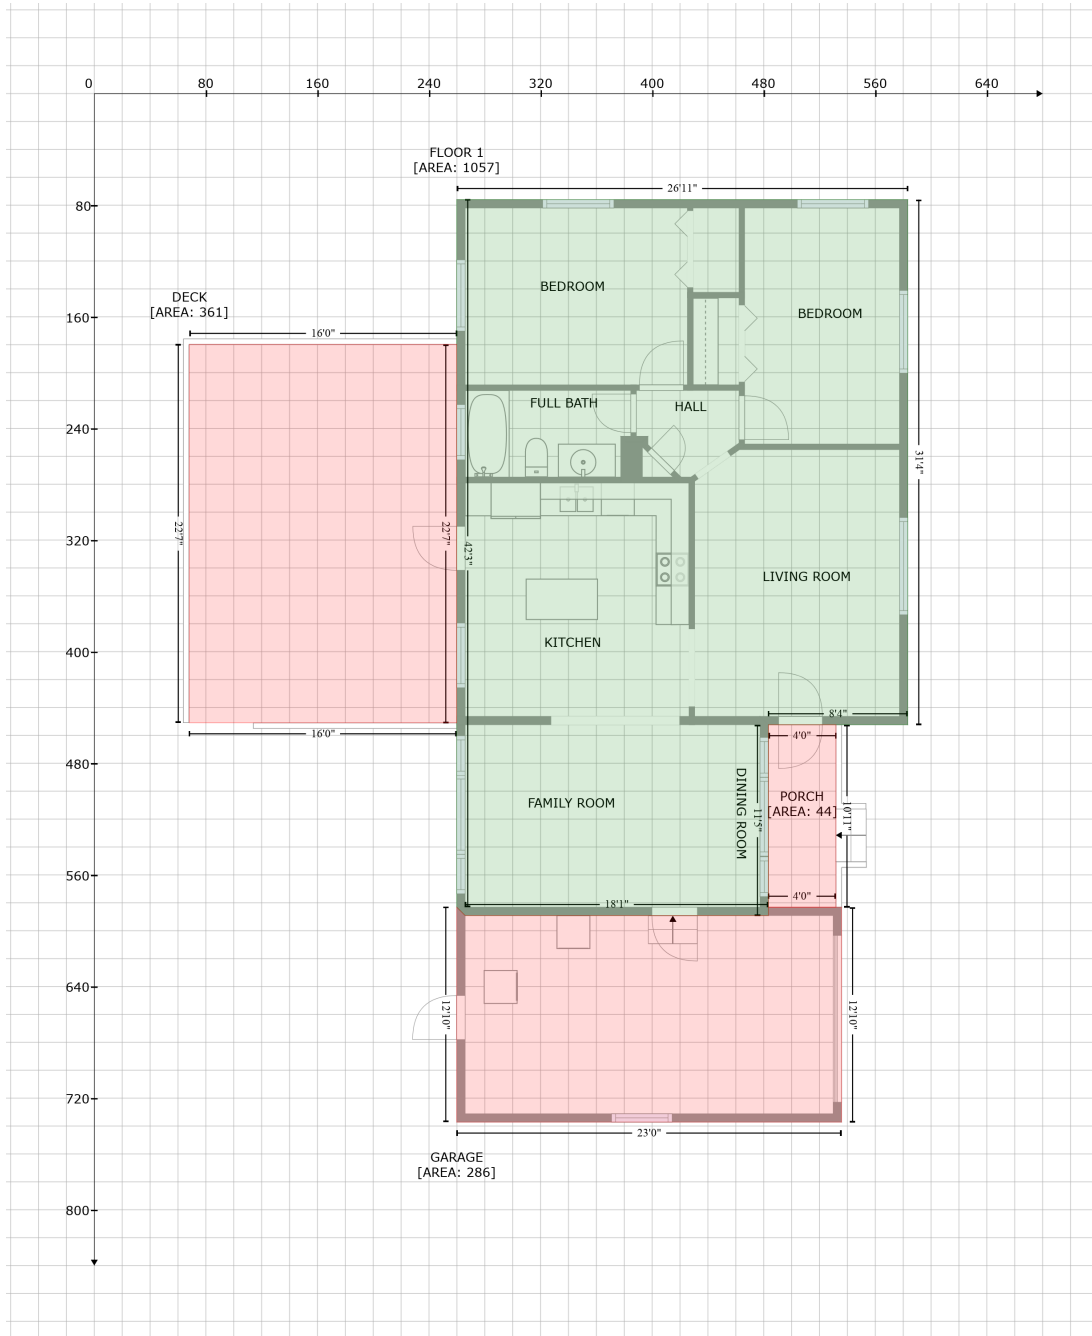 0 80 160 240 320 400 480 560 640
FLOOR 1
[AREA: 1057]
26'11"
80
BEDROOM
DECK
[AREA: 361]
BEDROOM
160
16'0"
FULL BATH
HALL
240
31'4"
22'7"
22'7"
42'3"
320
LIVING ROOM
KITCHEN
400
8'4"
16'0"
4'0"
480
DINING ROOM
PORCH
[AREA: 44]
FAMILY ROOM
11'5"
10'11"
560
4'0"
18'1"
640
12'10"
12'10"
720
23'0"
GARAGE
[AREA: 286]
800